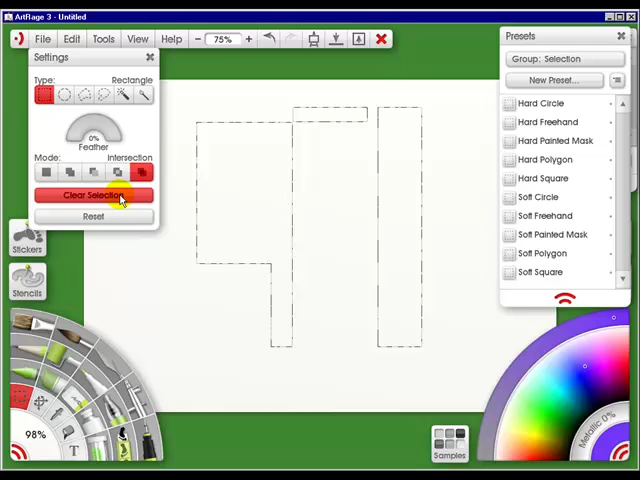 ArtRage 3 - Untitled
File Edit Tools View Help - 75% +
Settings
Type: Rectangle
0%
Feather
Mode: Intersection
Clear Selection
Reset
Stickers
Stencils
98%
T
Presets
Group: Selection
New Preset...
Hard Circle
Hard Freehand
Hard Painted Mask
Hard Polygon
Hard Square
Soft Circle
Soft Freehand
Soft Painted Mask
Soft Polygon
Soft Square
Samples
Metallic 0%